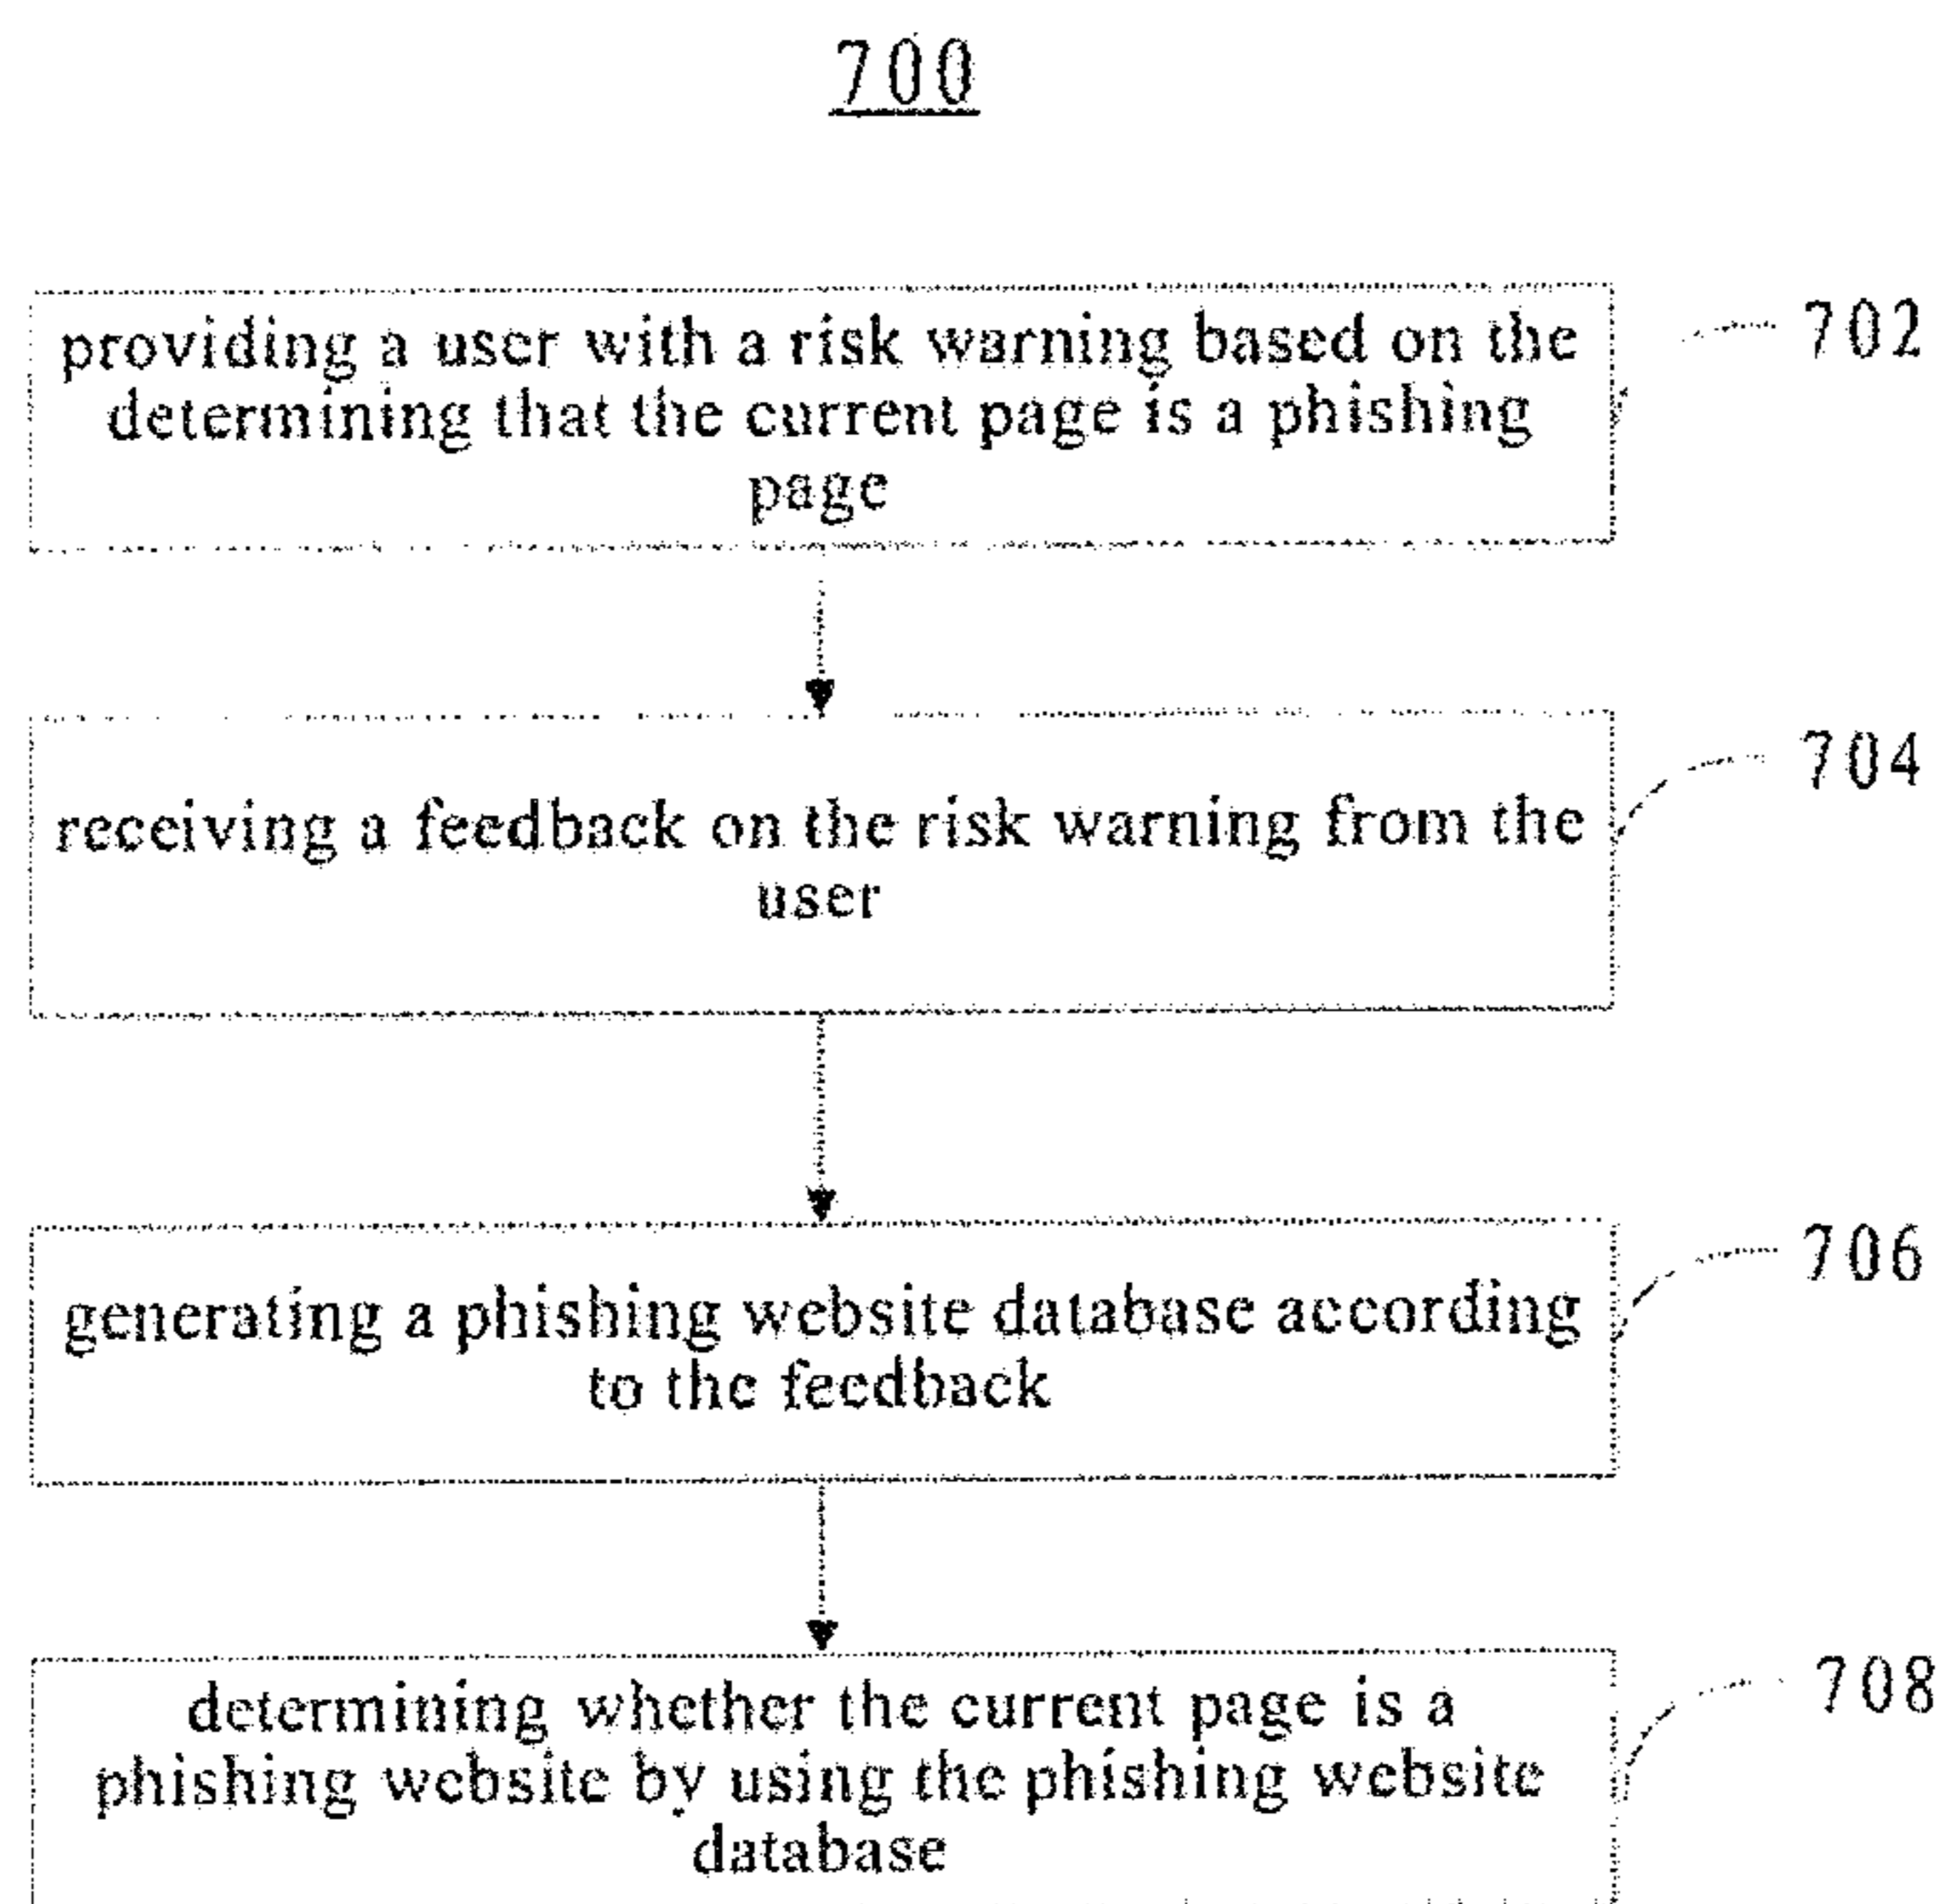 700
providing a user with a risk warning based on the
702
determining that the current page is a phishing
page
704
receiving a feedback on the risk warning from the
user
706
generating a phishing website database according
to the feedback
708
determining whether the current page is a
phishing website by using the phishing website
database